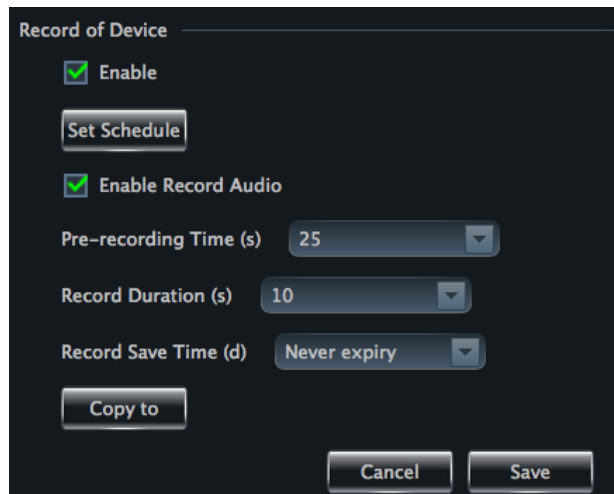 Record of Device
Enable
Set Schedule
Enable Record Audio
Pre-recording Time (s) 25
Record Duration (s) 10
Record Save Time (d) Never expiry
Copy to
Cancel Save